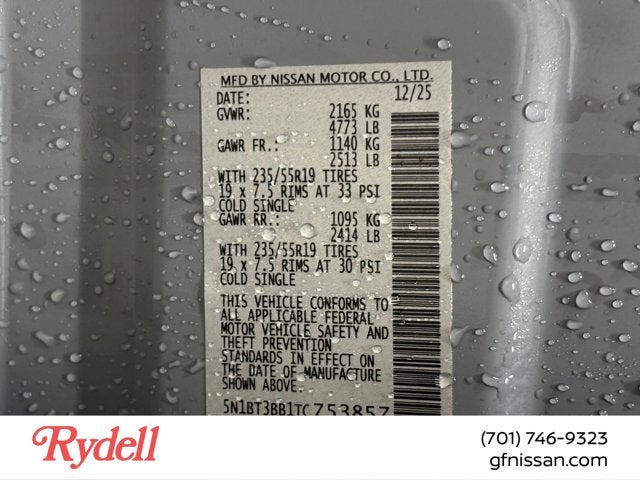 MFD BY NISSAN MOTOR CO., LTD.
DATE: 12/25
GVWR: 2165 KG
4773 LB
GAWR FR.: 1140 KG
2513 LB
WITH 235/55R19 TIRES
19 x 7.5 RIMS AT 33 PSI
COLD SINGLE
GAWR RR.: 1095 KG
2414 LB
WITH 235/55R19 TIRES
19 x 7.5 RIMS AT 30 PSI
COLD SINGLE
THIS VEHICLE CONFORMS TO
ALL APPLICABLE FEDERAL
MOTOR VEHICLE SAFETY AND
THEFT PREVENTION
STANDARDS IN EFFECT ON
THE DATE OF MANUFACTURE
SHOWN ABOVE
5N1BT3BB1TC753857
Rydell
(701) 746-9323
gfnissan.com